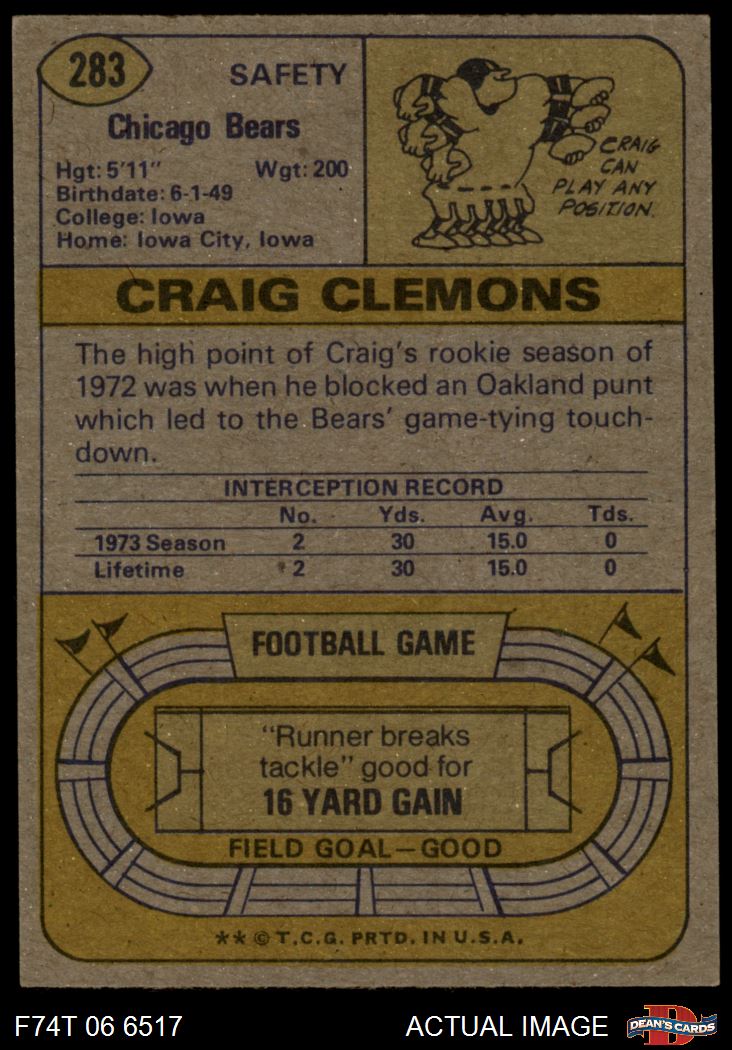 283
SAFETY
Chicago Bears
Hgt: 5'11" Wgt: 200
Birthdate: 6-1-49
College: Iowa
Home: Iowa City, Iowa
CRAIG
CAN
PLAY ANY
POSITION.
CRAIG CLEMONS
The high point of Craig's rookie season of
1972 was when he blocked an Oakland punt
which led to the Bears' game-tying touch-
down.
INTERCEPTION RECORD
No. Yds. Avg. Tds.
1973 Season 2 30 15.0 0
Lifetime 2 30 15.0 0
FOOTBALL GAME
"Runner breaks
tackle" good for
16 YARD GAIN
FIELD GOAL—GOOD
** © T.C.G. PRTD. IN U.S.A.
F74T 06 6517 ACTUAL IMAGE D DEAN'S CARDS